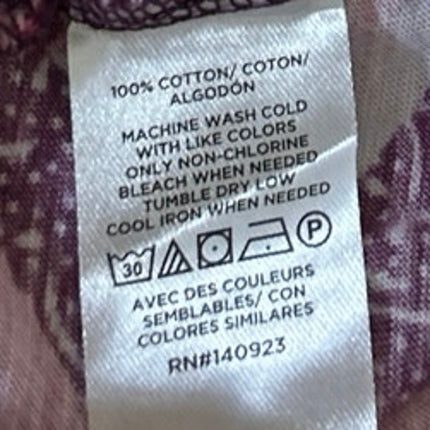 100% COTTON/ COTON/
ALGODÓN
MACHINE WASH COLD
WITH LIKE COLORS
ONLY NON-CHLORINE
BLEACH WHEN NEEDED
TUMBLE DRY LOW
COOL IRON WHEN NEEDED
30 P
AVEC DES COULEURS
SEMBLABLES/ CON
COLORES SIMILARES
RN#140923